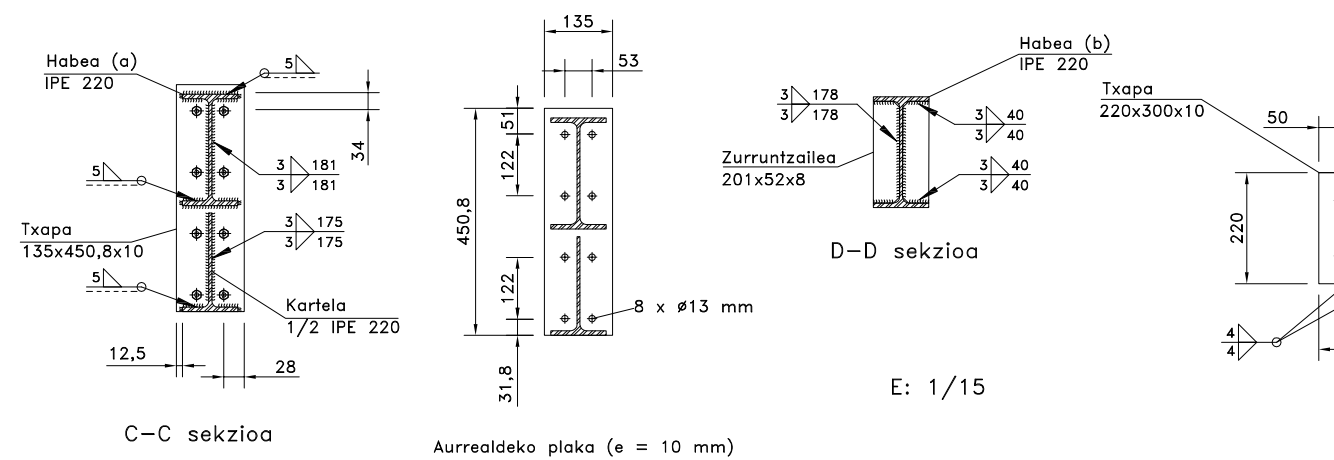 Habea (a)
IPE 220
5
34
3 181
3 181
5
3 175
3 175
Txapa
135x450,8x10
5
Kartela
1/2 IPE 220
12,5
28
C-C sekzioa
135
53
51
122
450,8
122
8 x ø13 mm
31,8
Aurrealdeko plaka (e = 10 mm)
Habea (b)
IPE 220
3 178
3 178
3 40
3 40
Zurruntzailea
201x52x8
3 40
3 40
D-D sekzioa
E: 1/15
Txapa
220x300x10
50
220
4
4